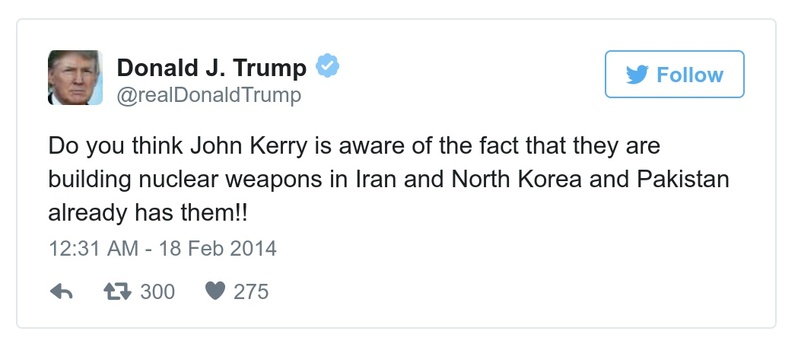 Donald J. Trump
@realDonaldTrump
Follow
Do you think John Kerry is aware of the fact that they are
building nuclear weapons in Iran and North Korea and Pakistan
already has them!!
12:31 AM - 18 Feb 2014
300 275